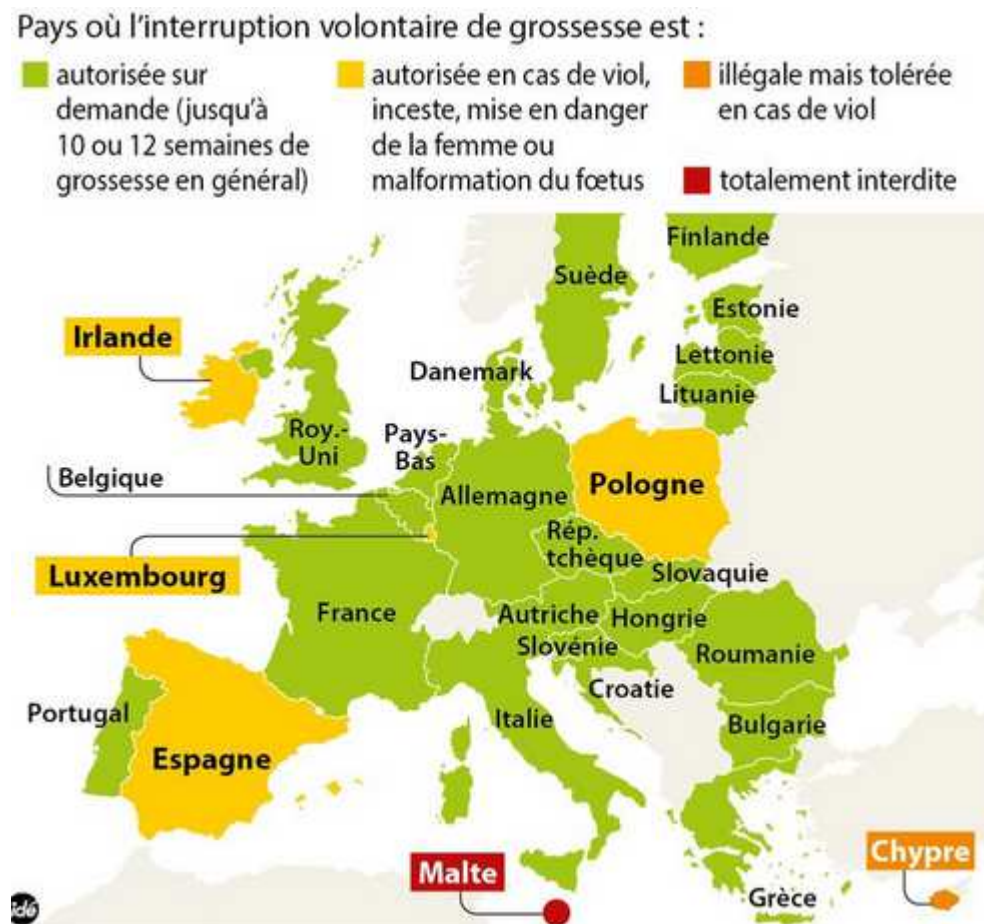 Pays où l'interruption volontaire de grossesse est :
autorisée sur
demande (jusqu'à
10 ou 12 semaines de
grossesse en général)
autorisée en cas de viol,
inceste, mise en danger
de la femme ou
malformation du fœtus
illégale mais tolérée
en cas de viol
totalement interdite
Finlande
Suède
Estonie
Irlande
Lettonie
Danemark
Lituanie
Roy.-
Uni
Pays-
Bas
Belgique
Allemagne
Pologne
Rép.
tchèque
Luxembourg
Slovaquie
France
Autriche
Hongrie
Slovénie
Roumanie
Croatie
Portugal
Italie
Bulgarie
Espagne
Malte
Chypre
Grèce
idé